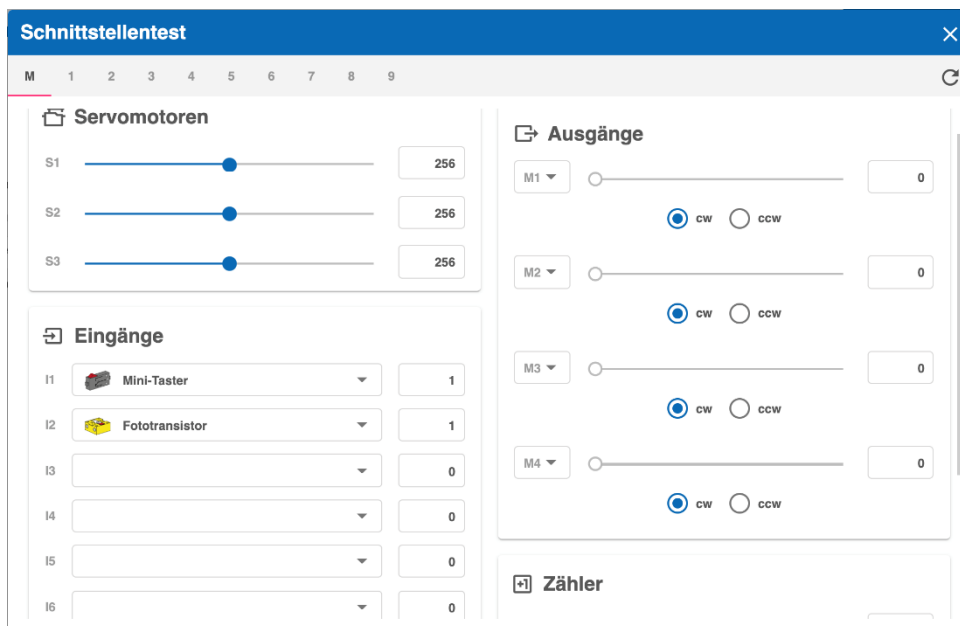 Schnittstellentest
M 1 2 3 4 5 6 7 8 9
Servomotoren
S1 256
S2 256
S3 256
Eingänge
I1 Mini-Taster 1
I2 Fototransistor 1
I3 0
I4 0
I5 0
I6 0
Ausgänge
M1 0
cw ccw
M2 0
cw ccw
M3 0
cw ccw
M4 0
cw ccw
+1 Zähler